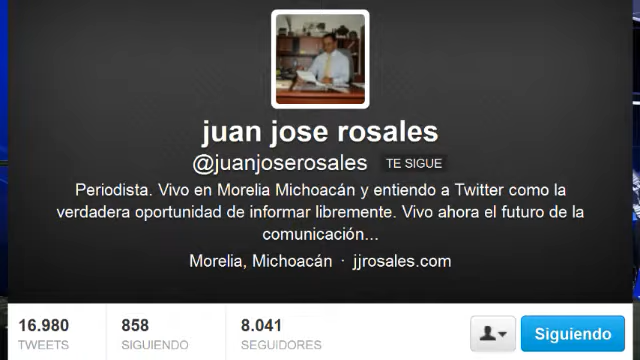 juan jose rosales
@juanjoserosales TE SIGUE
Periodista. Vivo en Morelia Michoacán y entiendo a Twitter como la
verdadera oportunidad de informar libremente. Vivo ahora el futuro de la
comunicación...
Morelia, Michoacán · jjrosales.com
16.980 858 8.041
TWEETS SIGUIENDO SEGUIDORES
Siguiendo